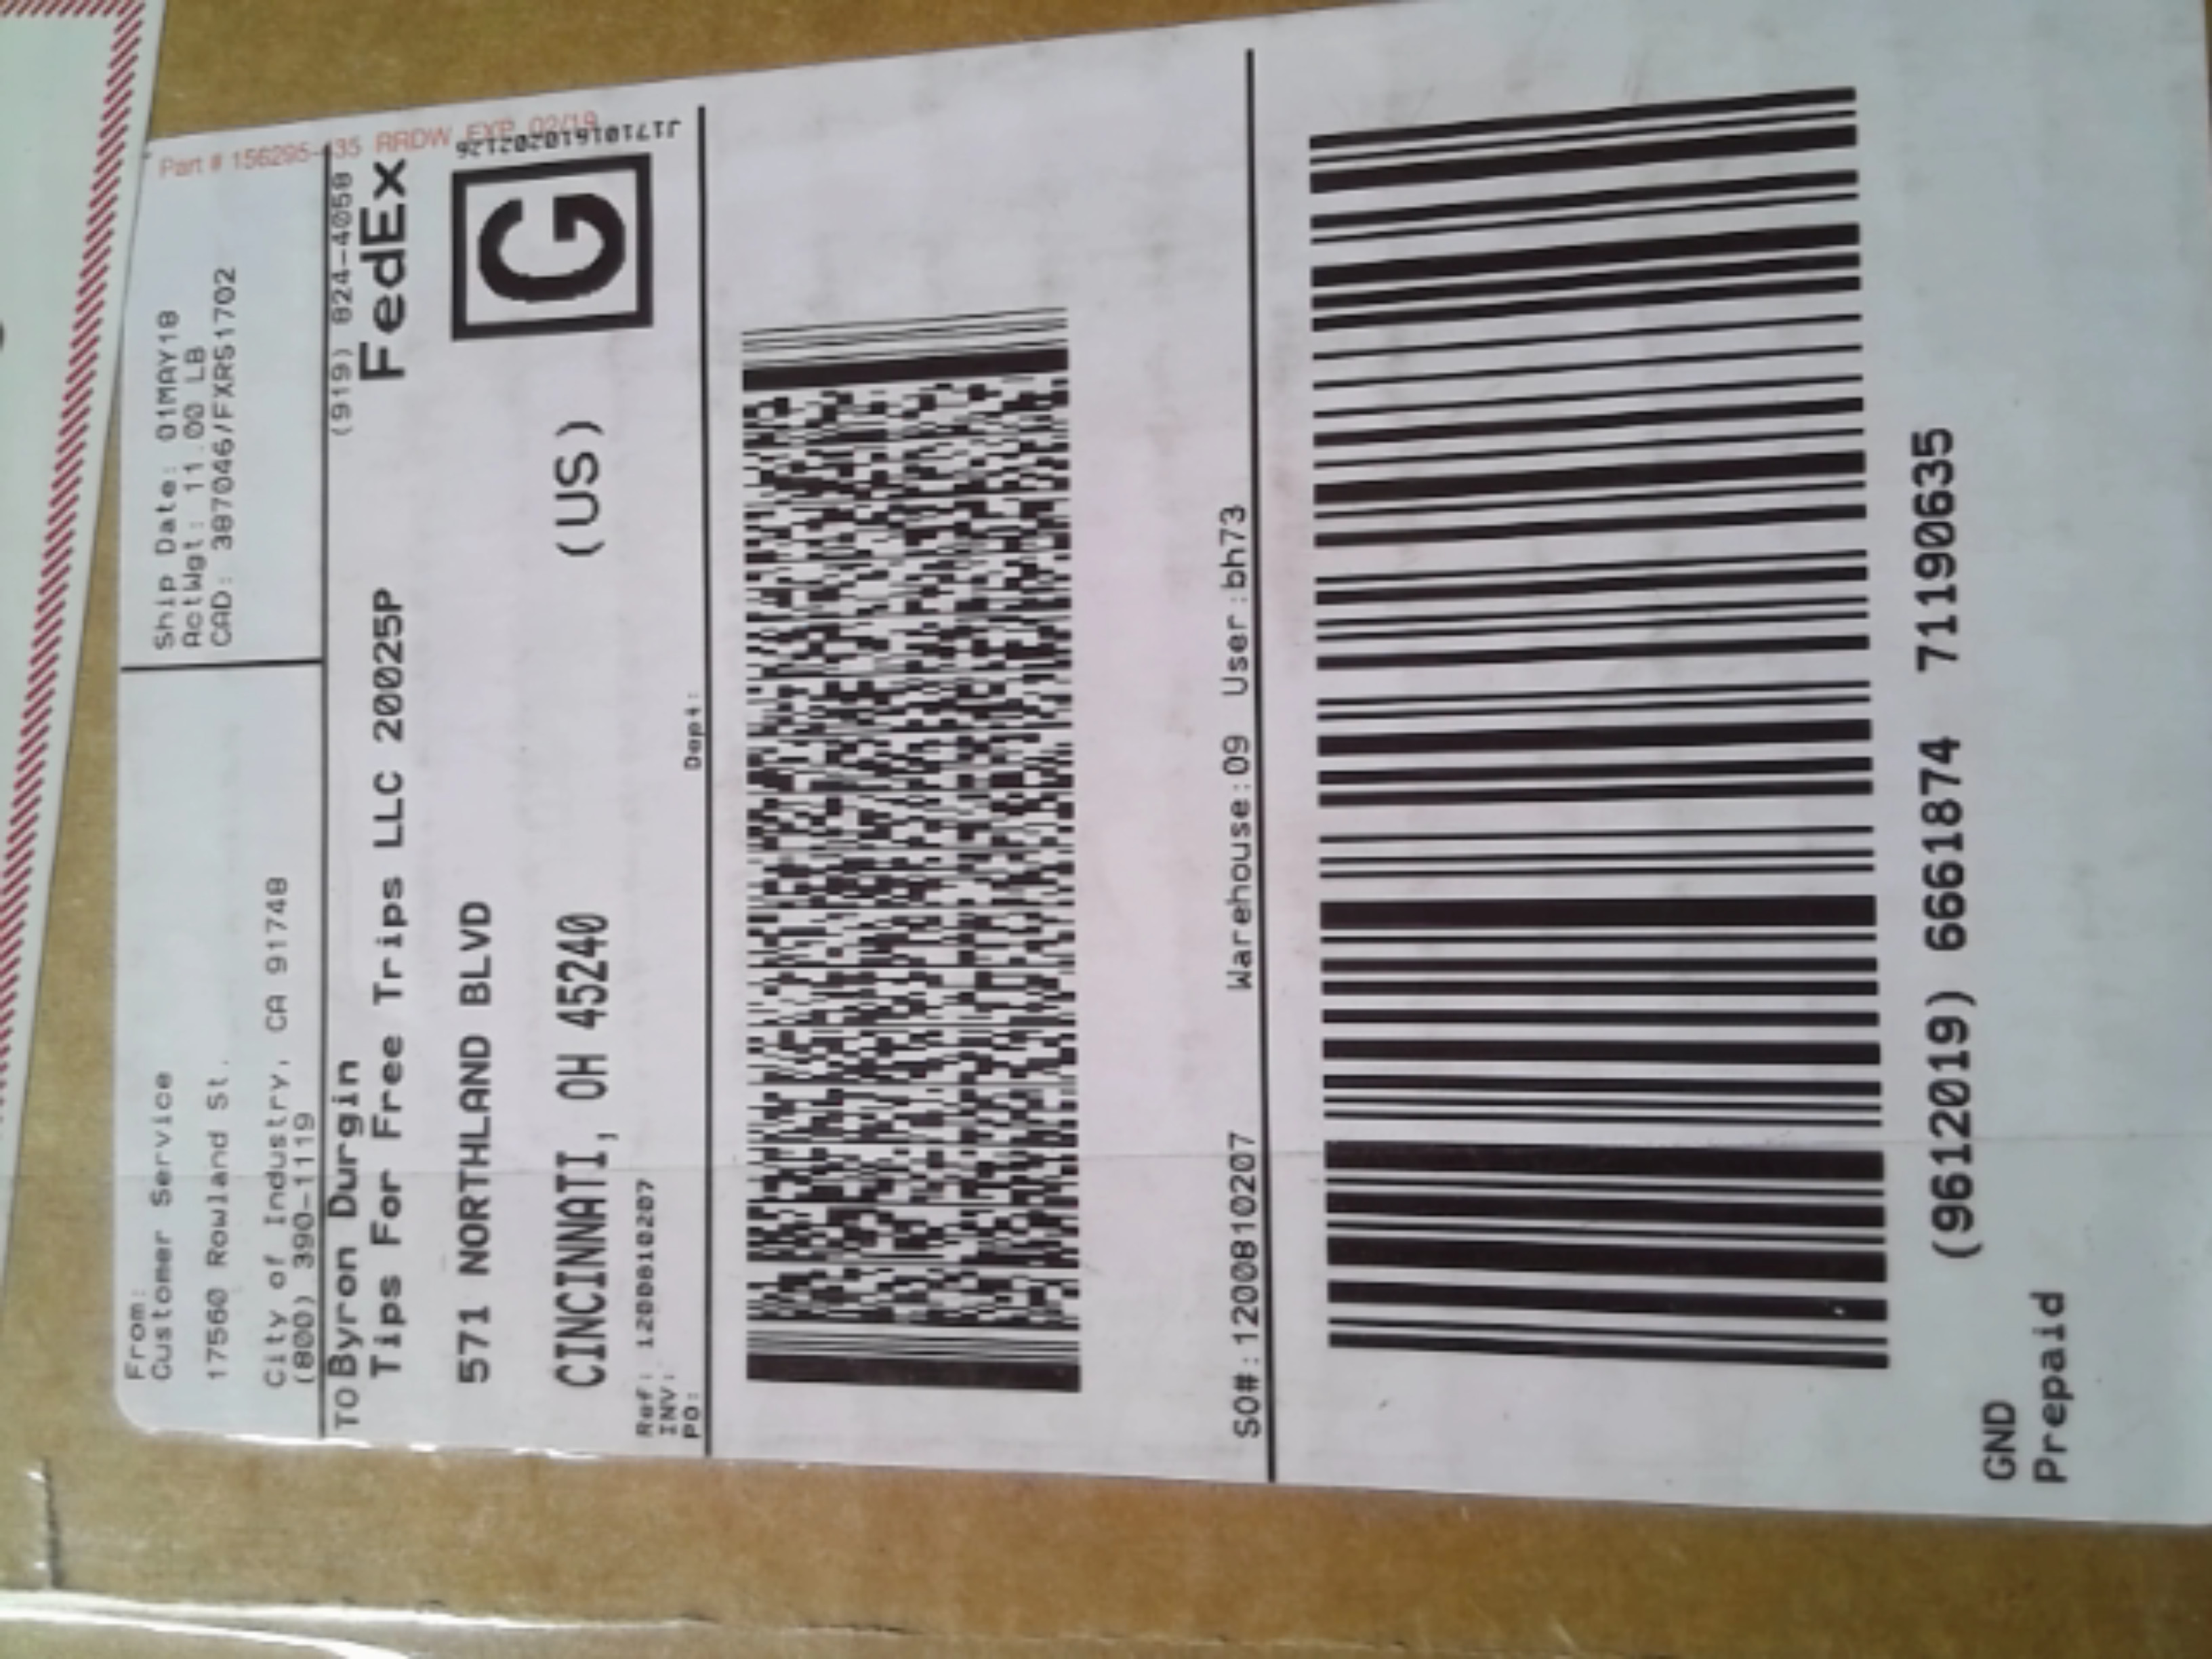 Part # 156295-435 RRDW EXP 02/19
From:
Customer Service
17560 Rowland St.
City of Industry, CA 91748
(800) 390-1119
Ship Date: 01MAY18
ActWgt: 11.00 LB
CAD: 387046/FXRS1702
TO Byron Durgin
(919) 824-4058
Tips For Free Trips LLC 20025P
FedEx
571 NORTHLAND BLVD
G
CINCINNATI, OH 45240
(US)
J17101610202126
Ref: 1200810207
INV:
PO:
Dept:
SO#:1200810207
Warehouse:09 User:bh73
(9612019) 6661874 71190635
GND
Prepaid